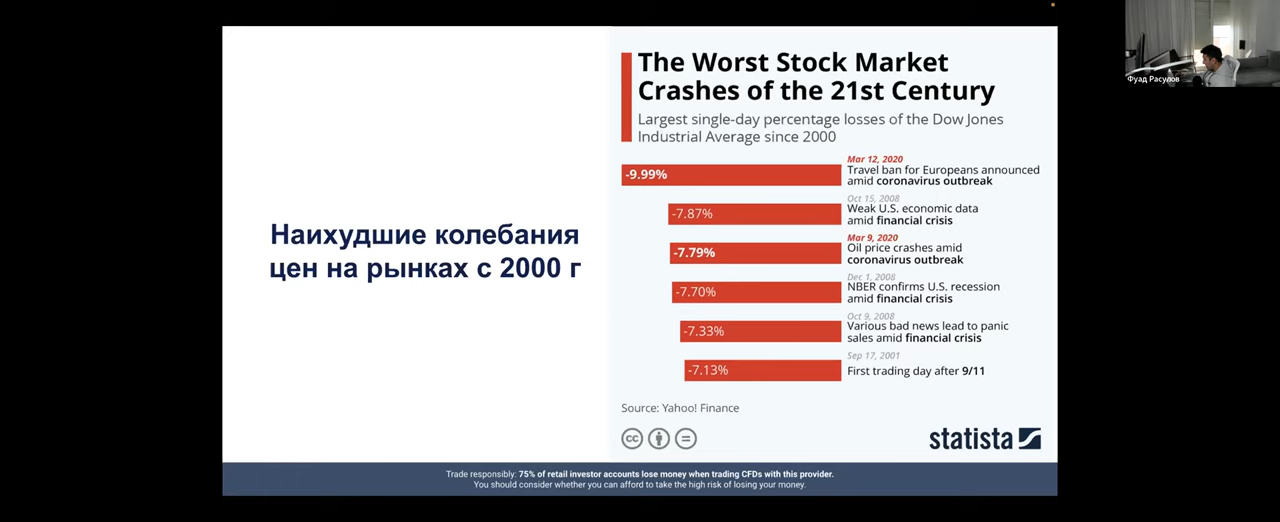 Фуад Расулов
Наихудшие колебания
цен на рынках с 2000 г
The Worst Stock Market
Crashes of the 21st Century
Largest single-day percentage losses of the Dow Jones
Industrial Average since 2000
-9.99%
Mar 12, 2020
Travel ban for Europeans announced
amid coronavirus outbreak
-7.87%
Oct 15, 2008
Weak U.S. economic data
amid financial crisis
-7.79%
Mar 9, 2020
Oil price crashes amid
coronavirus outbreak
-7.70%
Dec 1, 2008
NBER confirms U.S. recession
amid financial crisis
-7.33%
Oct 9, 2008
Various bad news lead to panic
sales amid financial crisis
-7.13%
Sep 17, 2001
First trading day after 9/11
Source: Yahoo! Finance
cc
statista
Trade responsibly: 75% of retail investor accounts lose money when trading CFDs with this provider.
You should consider whether you can afford to take the high risk of losing your money.